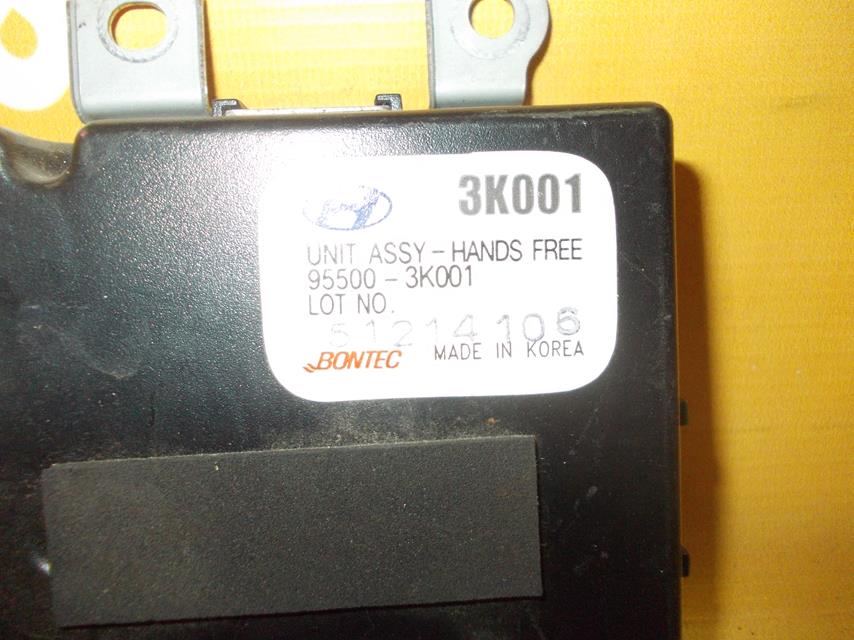 3K001
UNIT ASSY - HANDS FREE
95500 - 3K001
LOT NO.
51214106
BONTEC MADE IN KOREA